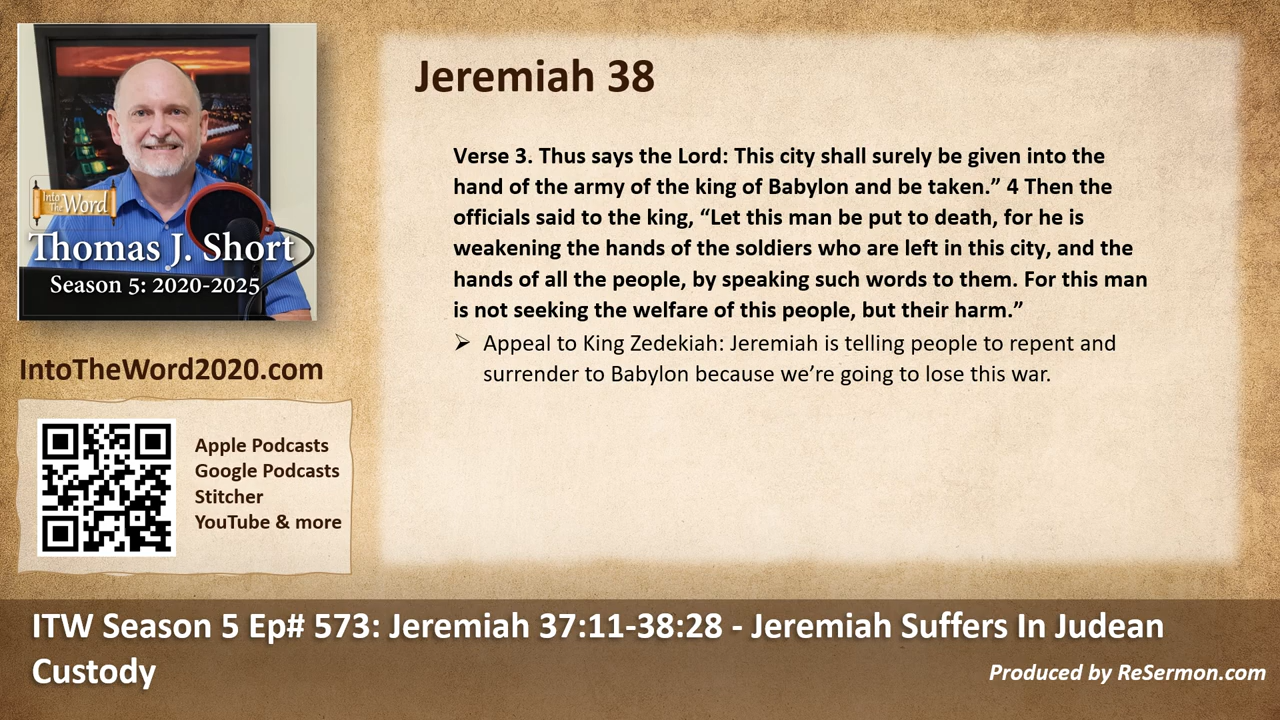 Into
The Word
Thomas J. Short
Season 5: 2020-2025
IntoTheWord2020.com
Apple Podcasts
Google Podcasts
Stitcher
YouTube & more
Jeremiah 38
Verse 3. Thus says the Lord: This city shall surely be given into the
hand of the army of the king of Babylon and be taken.” 4 Then the
officials said to the king, “Let this man be put to death, for he is
weakening the hands of the soldiers who are left in this city, and the
hands of all the people, by speaking such words to them. For this man
is not seeking the welfare of this people, but their harm.”
➢ Appeal to King Zedekiah: Jeremiah is telling people to repent and
surrender to Babylon because we’re going to lose this war.
ITW Season 5 Ep# 573: Jeremiah 37:11-38:28 - Jeremiah Suffers In Judean
Custody
Produced by ReSermon.com